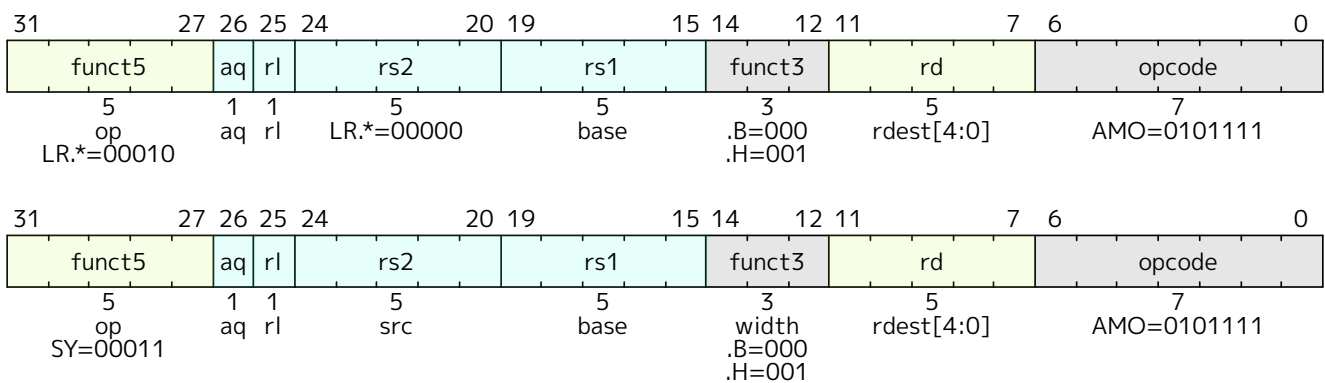 31 27 26 25 24 20 19 15 14 12 11 7 6 0
funct5 aq rl rs2 rs1 funct3 rd opcode
5 1 1 5 5 3 5 7
op aq rl LR.*=00000 base .B=000 rdest[4:0] AMO=0101111
LR.*=00010 .H=001
31 27 26 25 24 20 19 15 14 12 11 7 6 0
funct5 aq rl rs2 rs1 funct3 rd opcode
5 1 1 5 5 3 5 7
op aq rl src base width rdest[4:0] AMO=0101111
SY=00011 .B=000
.H=001